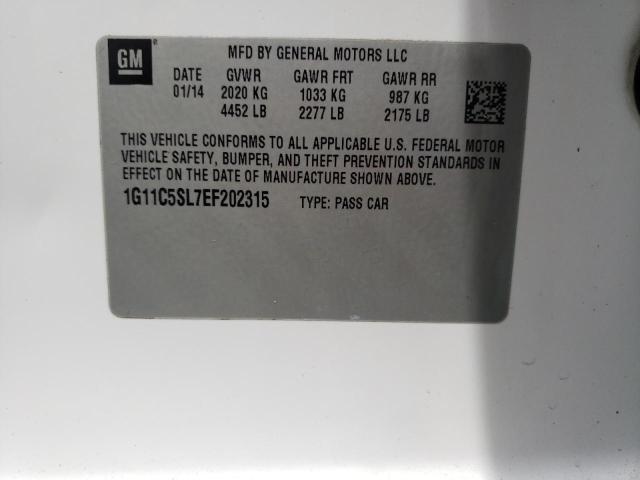 GM ® MFD BY GENERAL MOTORS LLC
DATE GVWR GAWR FRT GAWR RR
01/14 2020 KG 1033 KG 987 KG
4452 LB 2277 LB 2175 LB
THIS VEHICLE CONFORMS TO ALL APPLICABLE U.S. FEDERAL MOTOR
VEHICLE SAFETY, BUMPER, AND THEFT PREVENTION STANDARDS IN
EFFECT ON THE DATE OF MANUFACTURE SHOWN ABOVE.
1G11C5SL7EF202315 TYPE: PASS CAR